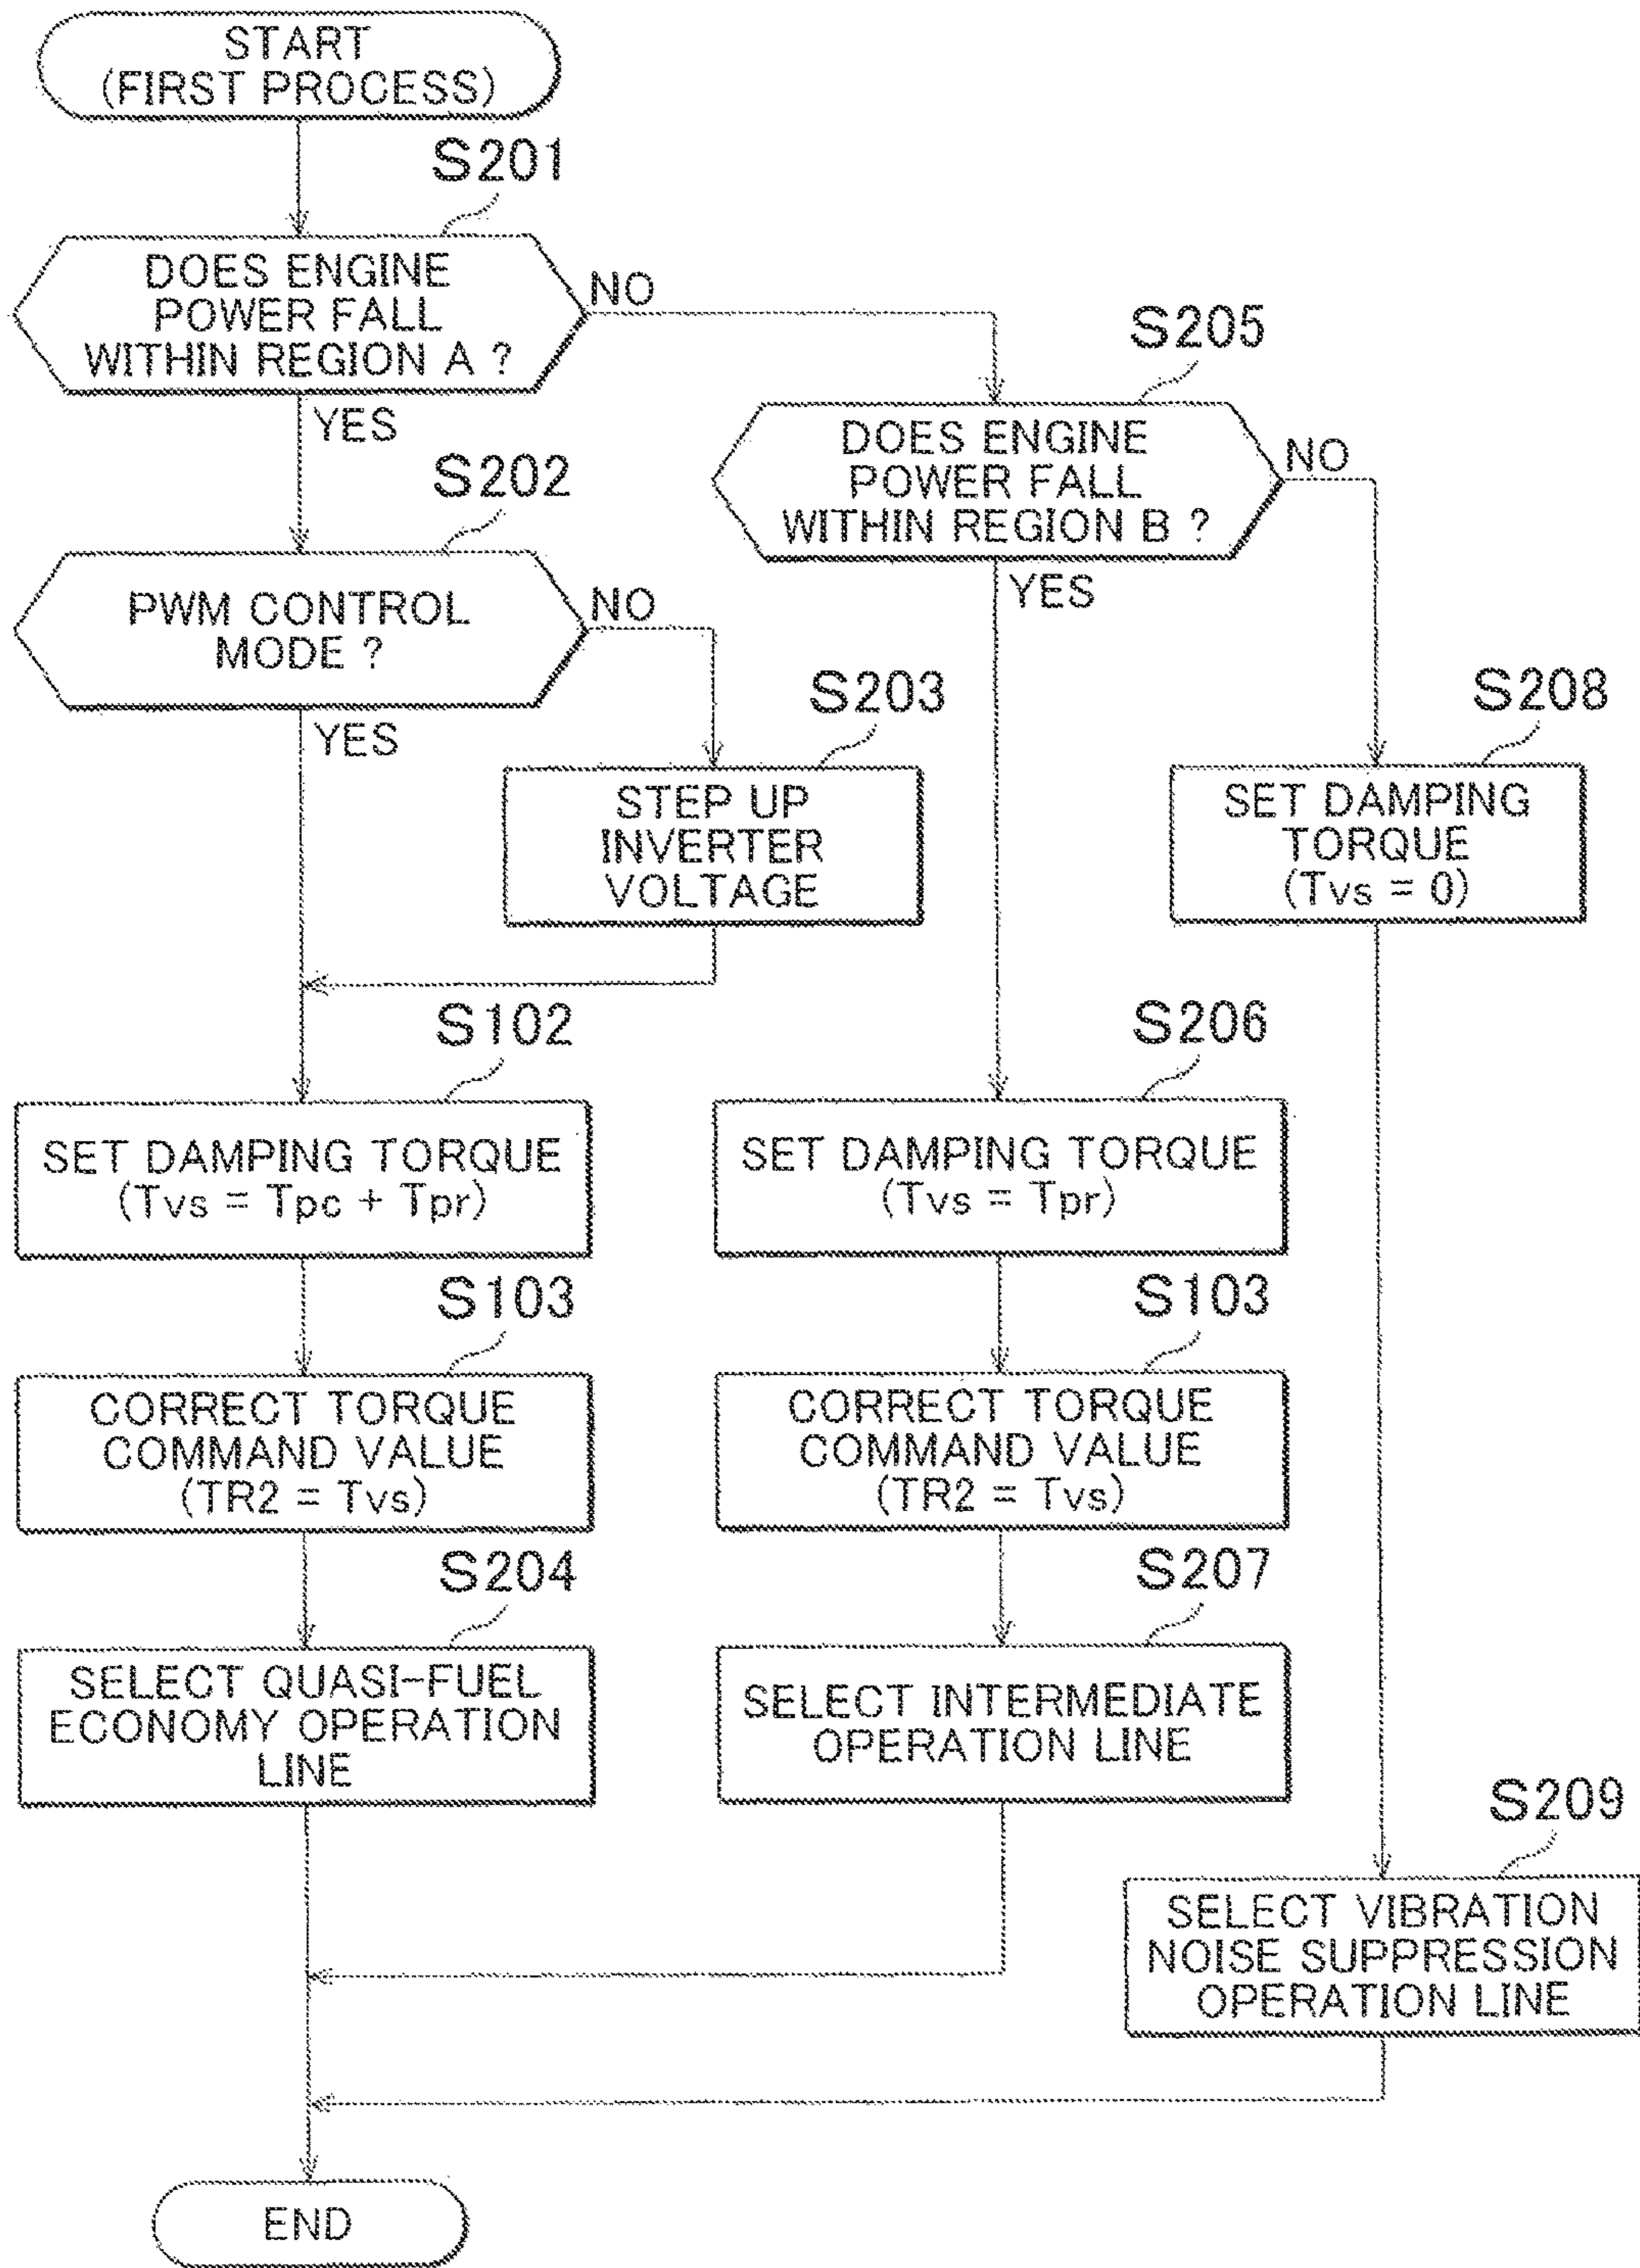 START
(FIRST PROCESS)
S201
DOES ENGINE
POWER FALL
WITHIN REGION A ?
NO
YES
S205
DOES ENGINE
POWER FALL
WITHIN REGION B ?
NO
YES
S202
PWM CONTROL
MODE ?
NO
YES
S203
STEP UP
INVERTER
VOLTAGE
S208
SET DAMPING
TORQUE
(Tvs = 0)
S102
SET DAMPING TORQUE
(Tvs = Tpc + Tpr)
S206
SET DAMPING TORQUE
(Tvs = Tpr)
S103
CORRECT TORQUE
COMMAND VALUE
(TR2 = Tvs)
S103
CORRECT TORQUE
COMMAND VALUE
(TR2 = Tvs)
S204
SELECT QUASI-FUEL
ECONOMY OPERATION
LINE
S207
SELECT INTERMEDIATE
OPERATION LINE
S209
SELECT VIBRATION
NOISE SUPPRESSION
OPERATION LINE
END